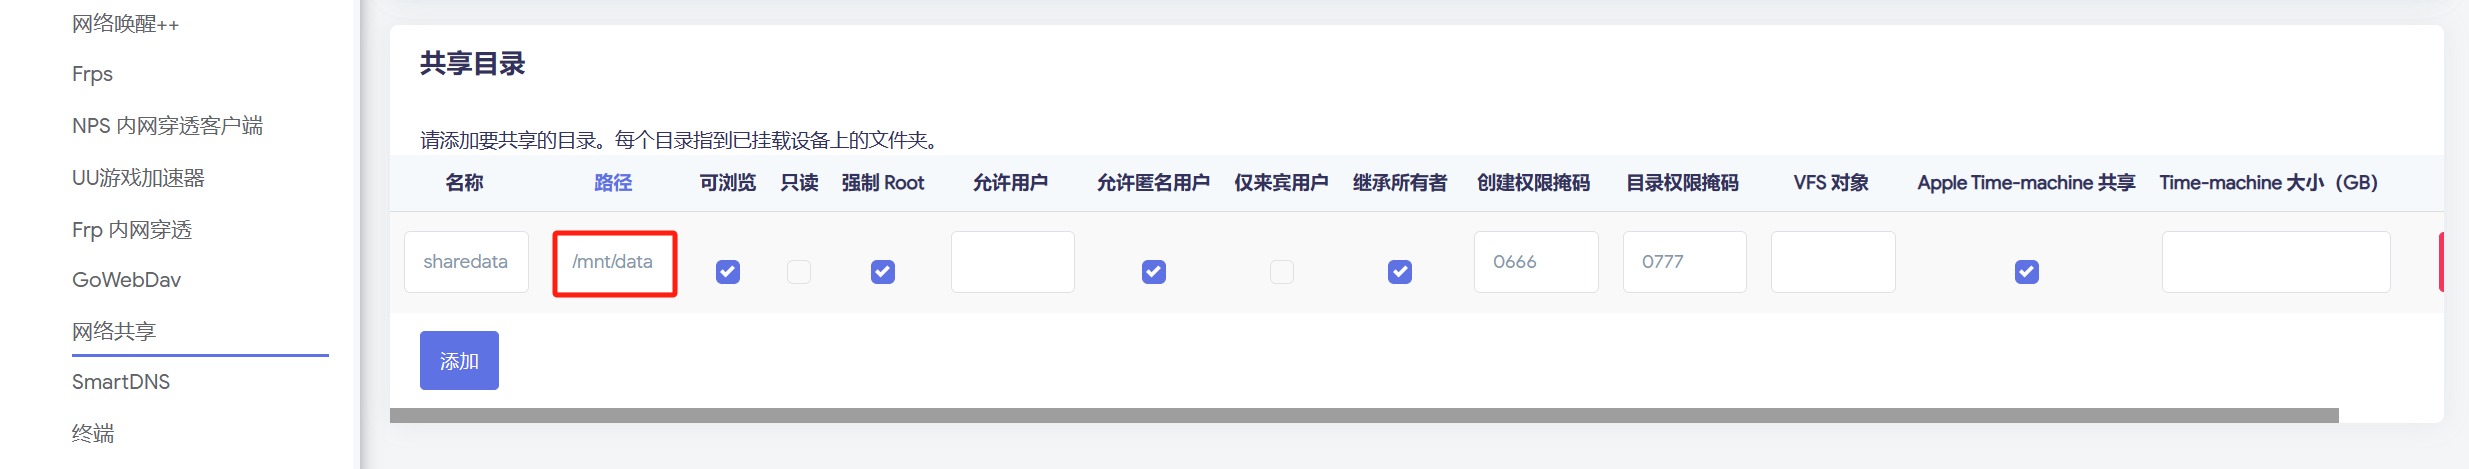 网络唤醒++
Frps
NPS 内网穿透客户端
UU游戏加速器
Frp 内网穿透
GoWebDav
网络共享
SmartDNS
终端
共享目录
请添加要共享的目录。每个目录指到已挂载设备上的文件夹。
名称 路径 可浏览 只读 强制 Root 允许用户 允许匿名用户 仅来宾用户 继承所有者 创建权限掩码 目录权限掩码 VFS 对象 Apple Time-machine 共享 Time-machine 大小（GB）
sharedata /mnt/data 0666 0777
添加